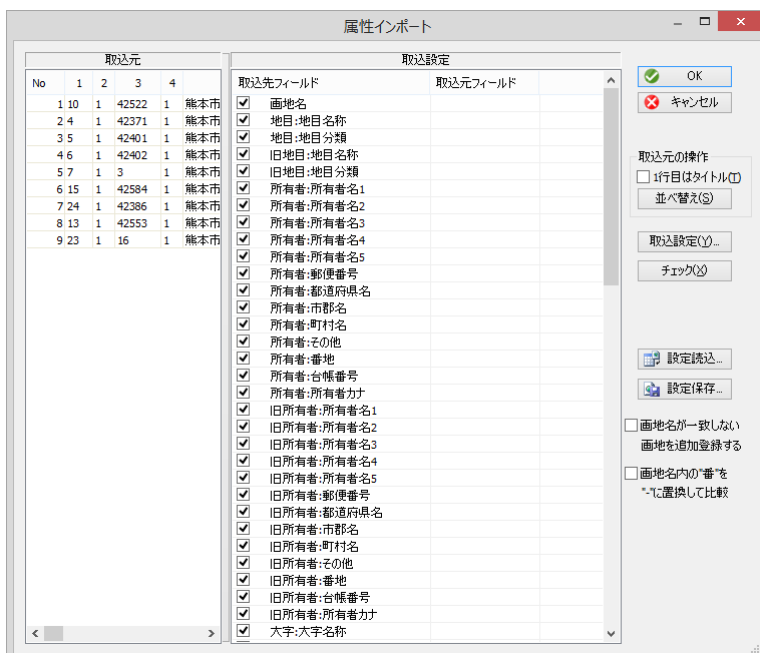 属性インポート
取込元
No 1 2 3 4
1 10 1 42522 1 熊本市
2 4 1 42371 1 熊本市
3 5 1 42401 1 熊本市
4 6 1 42402 1 熊本市
5 7 1 3 1 熊本市
6 15 1 42584 1 熊本市
7 24 1 42386 1 熊本市
8 13 1 42553 1 熊本市
9 23 1 16 1 熊本市
取込設定
取込先フィールド 取込元フィールド
画地名
地目:地目名称
地目:地目分類
旧地目:地目名称
旧地目:地目分類
所有者:所有者名1
所有者:所有者名2
所有者:所有者名3
所有者:所有者名4
所有者:所有者名5
所有者:郵便番号
所有者:都道府県名
所有者:市郡名
所有者:町村名
所有者:その他
所有者:番地
所有者:台帳番号
所有者:所有者カナ
旧所有者:所有者名1
旧所有者:所有者名2
旧所有者:所有者名3
旧所有者:所有者名4
旧所有者:所有者名5
旧所有者:郵便番号
旧所有者:都道府県名
旧所有者:市郡名
旧所有者:町村名
旧所有者:その他
旧所有者:番地
旧所有者:台帳番号
旧所有者:所有者カナ
大字:大字名称
OK
キャンセル
取込元の操作
1行目はタイトル(T)
並べ替え(S)
取込設定(Y)...
チェック(X)
設定読込...
設定保存...
画地名が一致しない
画地を追加登録する
画地名内の"番"を
"-"に置換して比較